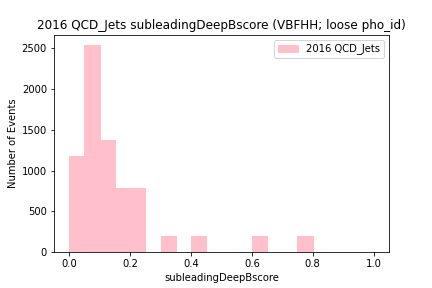 2016 QCD_Jets subleadingDeepBscore (VBFHH; loose pho_id)
2016 QCD_Jets
Number of Events
2500
2000
1500
1000
500
0
0.0 0.2 0.4 0.6 0.8 1.0
subleadingDeepBscore